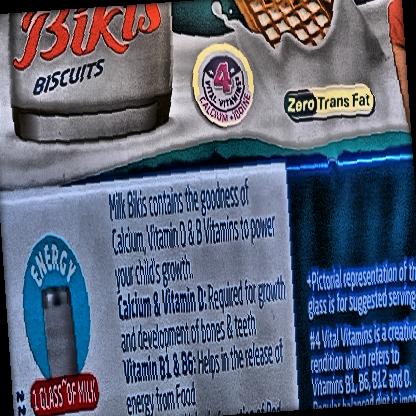 Bikis
BISCUITS
4
VITAL VITAMINS
CALCIUM + IODINE
Zero Trans Fat
ENERGY
1 GLASS OF MILK
Milk Bikis contains the goodness of
Calcium, Vitamin D & B Vitamins to power
your child's growth.
Calcium & Vitamin D: Required for growth
and development of bones & teeth
Vitamin B1 & B6: Helps in the release of
energy from Food
+Pictorial representation of th
glass is for suggested serving
#4 Vital Vitamins is a creative
rendition which refers to
Vitamins B1, B6, B12 and D.